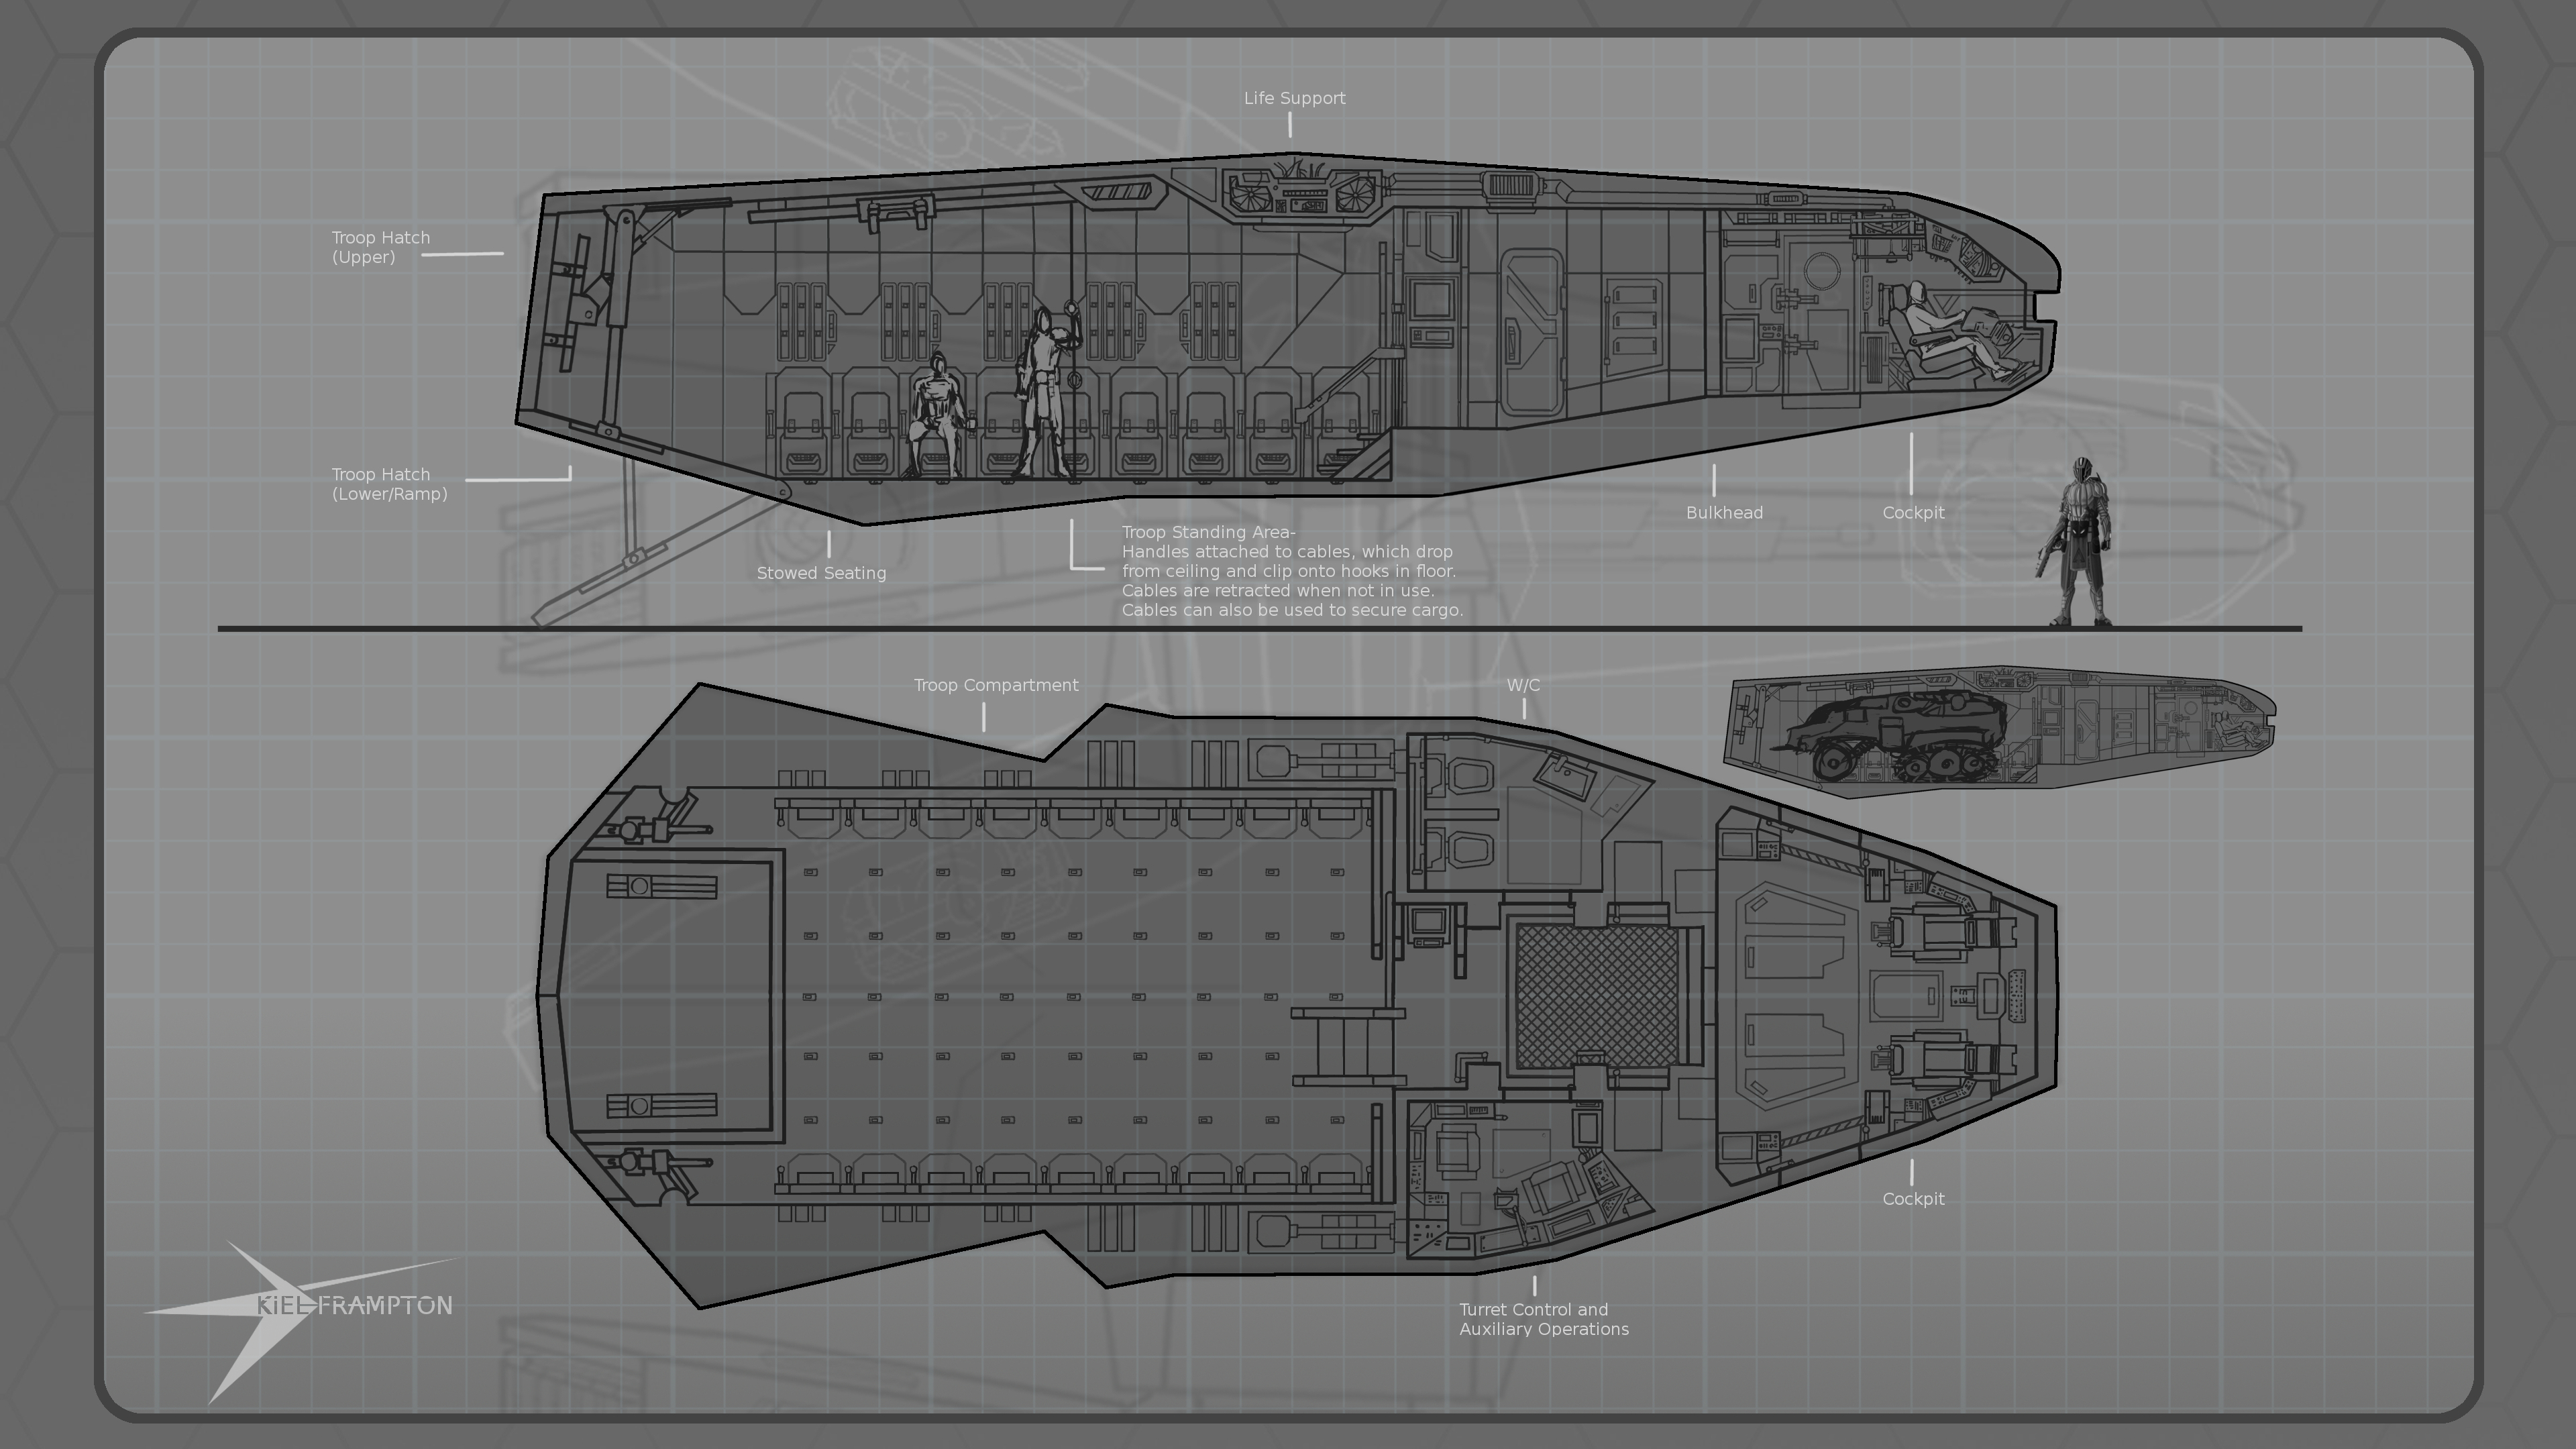 Life Support
Troop Hatch
(Upper)
Troop Hatch
(Lower/Ramp)
Stowed Seating
Troop Standing Area-
Handles attached to cables, which drop
from ceiling and clip onto hooks in floor.
Cables are retracted when not in use.
Cables can also be used to secure cargo.
Bulkhead
Cockpit
Troop Compartment
W/C
Cockpit
Turret Control and
Auxiliary Operations
KiEL FRAMPTON